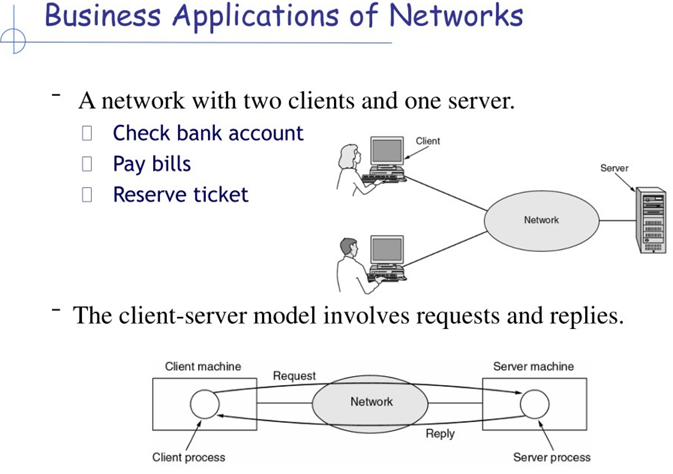 Business Applications of Networks
– A network with two clients and one server.
Check bank account
Pay bills
Reserve ticket
Client
Server
Network
– The client-server model involves requests and replies.
Client machine
Server machine
Request
Network
Reply
Client process
Server process